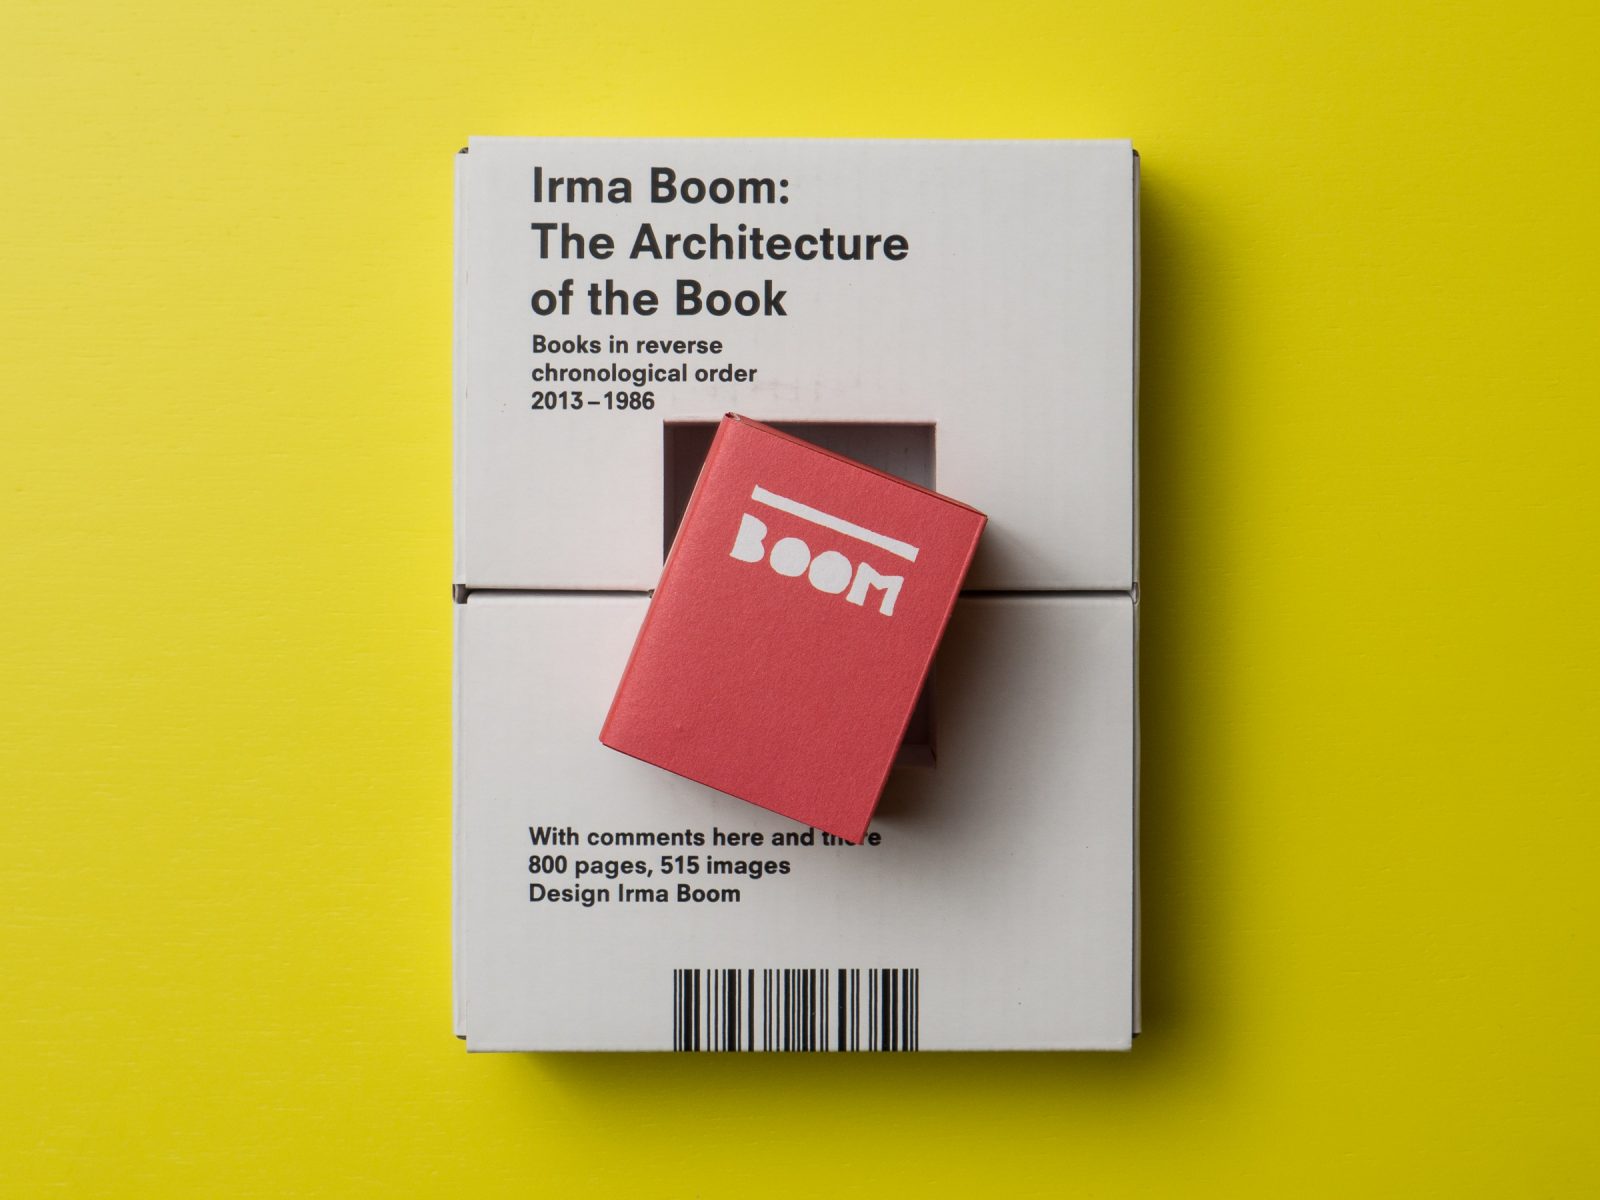 Irma Boom:
The Architecture
of the Book
Books in reverse
chronological order
2013–1986
BOOM
With comments here and there
800 pages, 515 images
Design Irma Boom